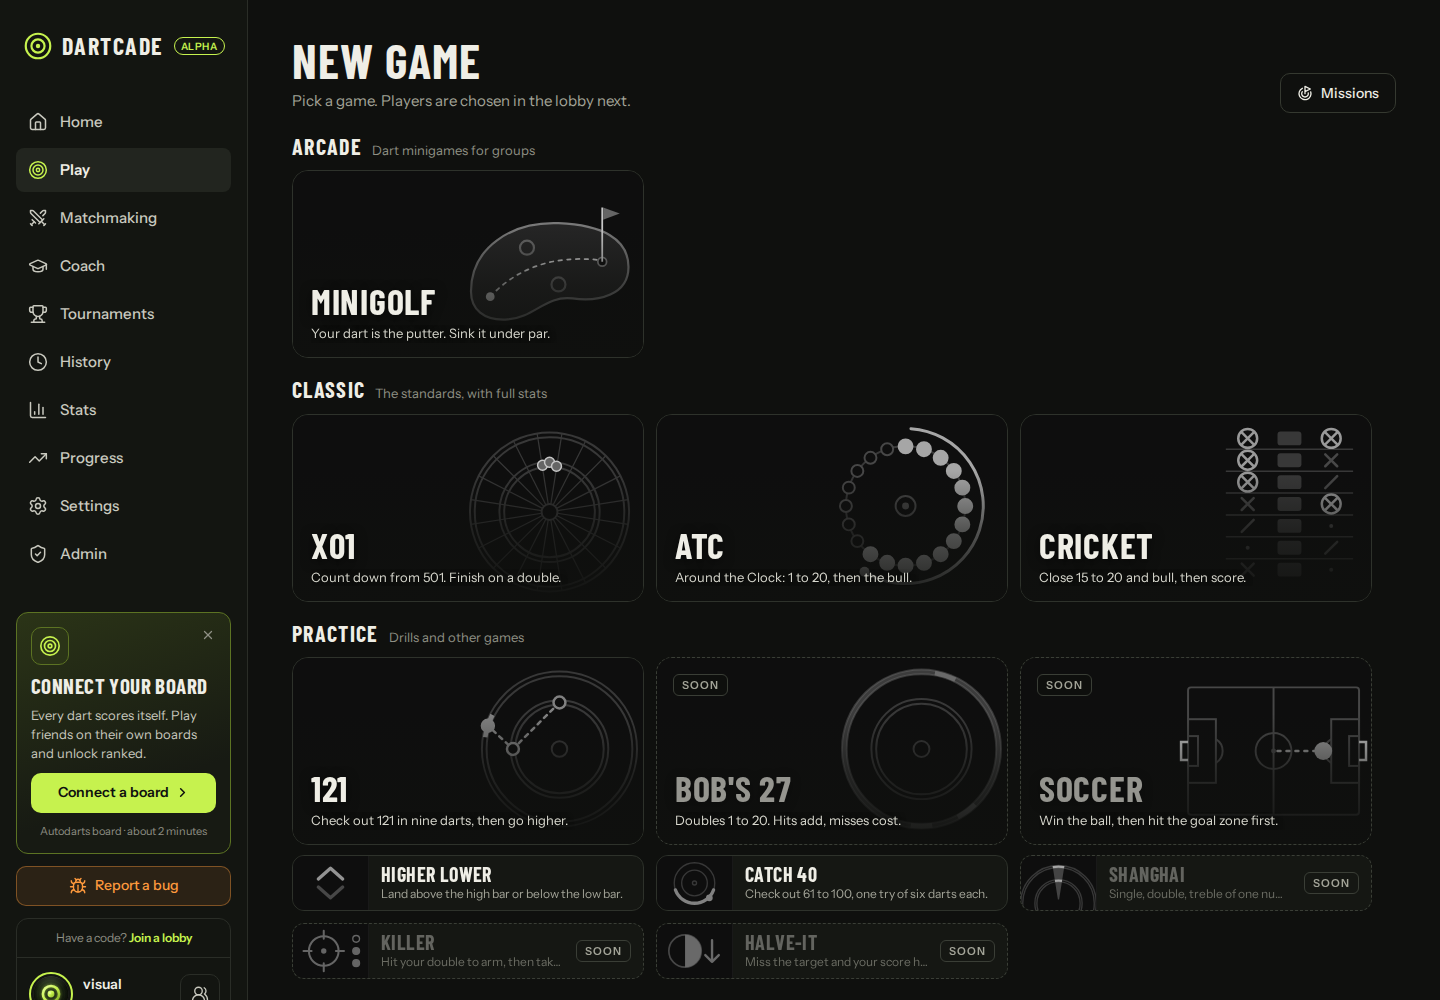 DARTCADE ALPHA
Home
Play
Matchmaking
Coach
Tournaments
History
Stats
Progress
Settings
Admin
CONNECT YOUR BOARD
Every dart scores itself. Play
friends on their own boards
and unlock ranked.
Connect a board
Autodarts board · about 2 minutes
Report a bug
Have a code? Join a lobby
visual
NEW GAME
Pick a game. Players are chosen in the lobby next.
Missions
ARCADE Dart minigames for groups
MINIGOLF
Your dart is the putter. Sink it under par.
CLASSIC The standards, with full stats
X01
Count down from 501. Finish on a double.
ATC
Around the Clock: 1 to 20, then the bull.
CRICKET
Close 15 to 20 and bull, then score.
PRACTICE Drills and other games
121
Check out 121 in nine darts, then go higher.
SOON
BOB'S 27
Doubles 1 to 20. Hits add, misses cost.
SOON
SOCCER
Win the ball, then hit the goal zone first.
HIGHER LOWER
Land above the high bar or below the low bar.
CATCH 40
Check out 61 to 100, one try of six darts each.
SHANGHAI
Single, double, treble of one nu...
SOON
KILLER
Hit your double to arm, then tak...
SOON
HALVE-IT
Miss the target and your score h...
SOON